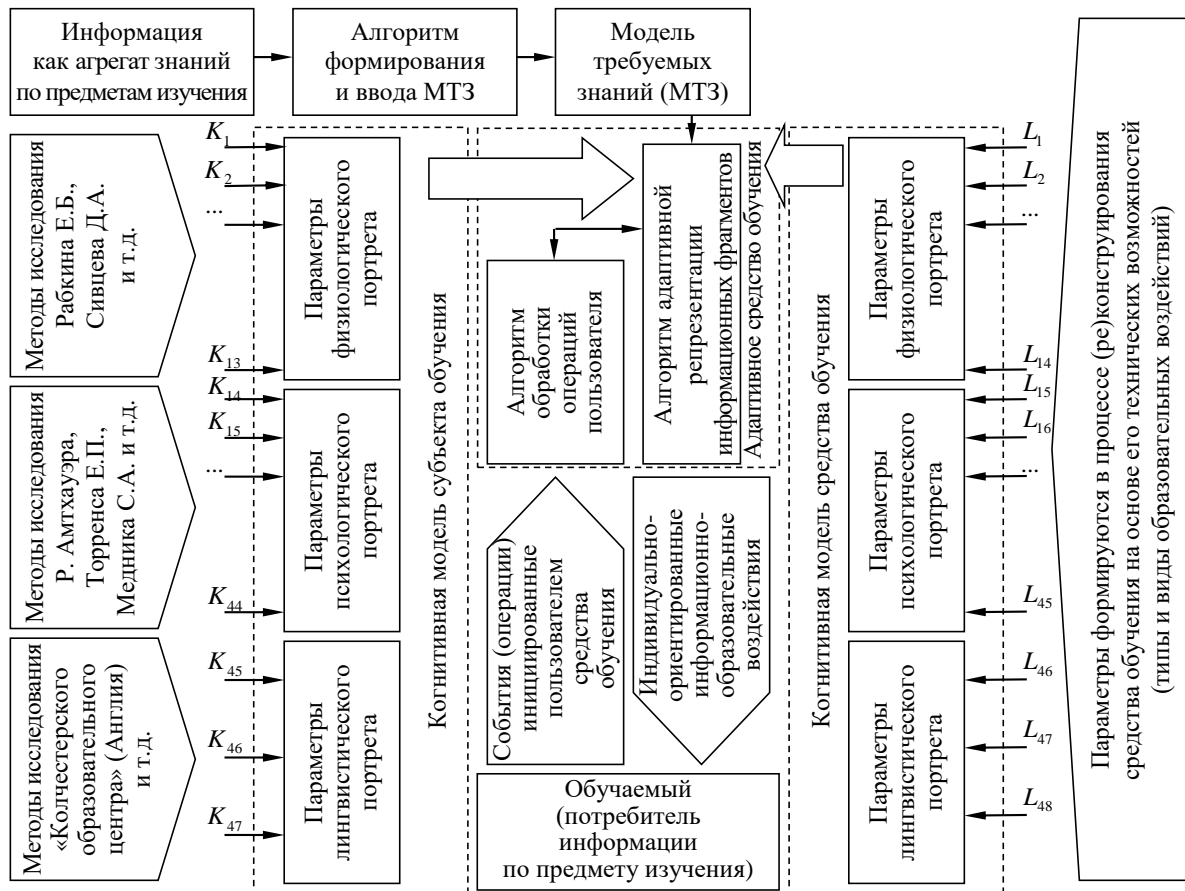 Информация
как агрегат знаний
по предметам изучения
Алгоритм
формирования
и ввода МТЗ
Модель
требуемых
знаний (МТЗ)
Методы исследования
Рабкина Е.Б.,
Сивцева Д.А.
и т.д.
K1
K2
...
K13
Параметры
физиологического
портрета
Методы исследования
Р. Амтхауэра,
Торренса Е.П.,
Медника С.А. и т.д.
K14
K15
...
K44
Параметры
психологического
портрета
Методы исследования
«Колчестерского
образовательного
центра» (Англия)
и т.д.
K45
K46
K47
Параметры
лингвистического
портрета
Когнитивная модель субъекта обучения
Алгоритм
обработки
операций
пользователя
Алгоритм адаптивной
репрезентации
информационных фрагментов
Адаптивное средство обучения
События (операции)
инициированные
пользователем
средства
обучения
Индивидуально-
ориентированные
информационно-
образовательные
воздействия
Обучаемый
(потребитель
информации
по предмету изучения)
Когнитивная модель средства обучения
Параметры
физиологического
портрета
L1
L2
...
L14
Параметры
психологического
портрета
L15
L16
...
L45
Параметры
лингвистического
портрета
L46
L47
L48
Параметры формируются в процессе (ре)конструирования
средства обучения на основе его технических возможностей
(типы и виды образовательных воздействий)